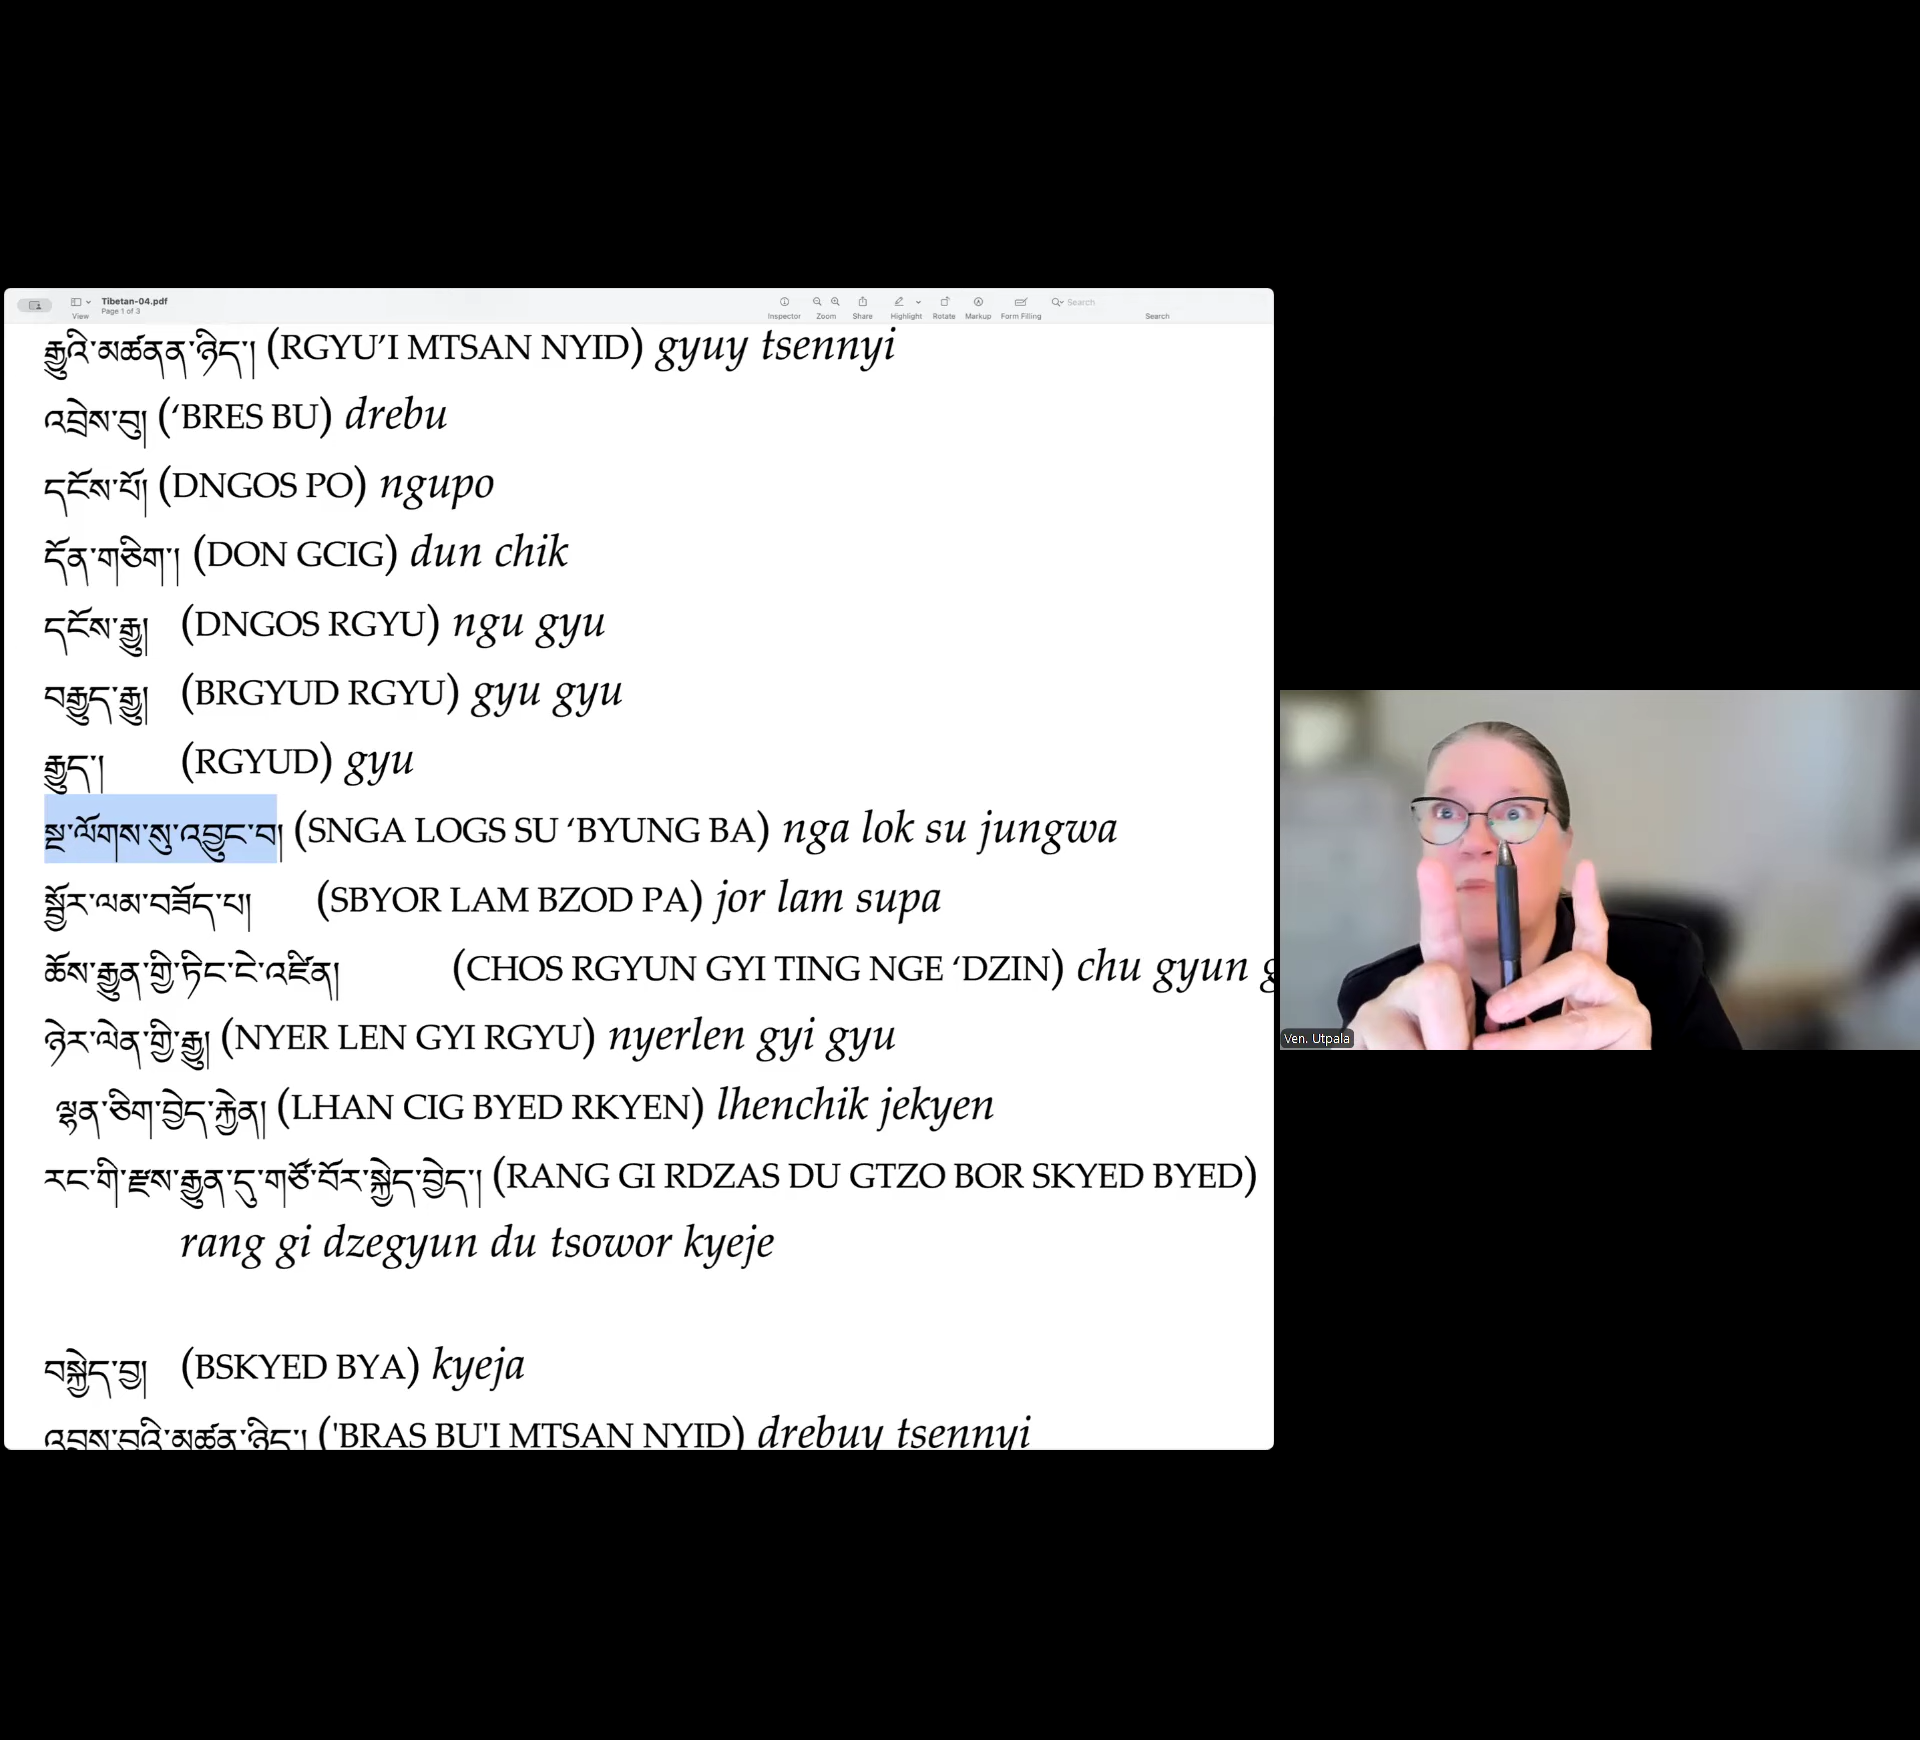 Tibetan-04.pdf
Page 1 of 3
View
Inspector
Zoom
Share
Highlight
Rotate
Markup
Form Filling
Search
Search
རྒྱུའི་མཚནན་ཉིད་། (RGYU’I MTSAN NYID) gyuy tsennyi
འབྲེས་བུ། (‘BRES BU) drebu
དངོས་པོ། (DNGOS PO) ngupo
དོན་གཅིག་། (DON GCIG) dun chik
དངོས་རྒྱུ། (DNGOS RGYU) ngu gyu
བརྒྱུད་རྒྱུ། (BRGYUD RGYU) gyu gyu
རྒྱུད་། (RGYUD) gyu
སྔ་ལོགས་སུ་འབྱུང་བ། (SNGA LOGS SU ‘BYUNG BA) nga lok su jungwa
སྦྱོར་ལམ་བཟོད་པ། (SBYOR LAM BZOD PA) jor lam supa
ཆོས་རྒྱུན་གྱི་ཏིང་ངེ་འཛིན། (CHOS RGYUN GYI TING NGE ‘DZIN) chu gyun g
ཉེར་ལེན་གྱི་རྒྱུ། (NYER LEN GYI RGYU) nyerlen gyi gyu
ལྷན་ཅིག་བྱེད་རྐྱེན། (LHAN CIG BYED RKYEN) lhenchik jekyen
རང་གི་རྫས་རྒྱུན་དུ་གཙོ་བོར་སྐྱེད་བྱེད་། (RANG GI RDZAS DU GTZO BOR SKYED BYED)
rang gi dzegyun du tsowor kyeje
བསྐྱེད་བྱ། (BSKYED BYA) kyeja
འབྲས་བུའི་མཚན་ཉིད་། ('BRAS BU'I MTSAN NYID) drebuy tsennyi
Ven. Utpala